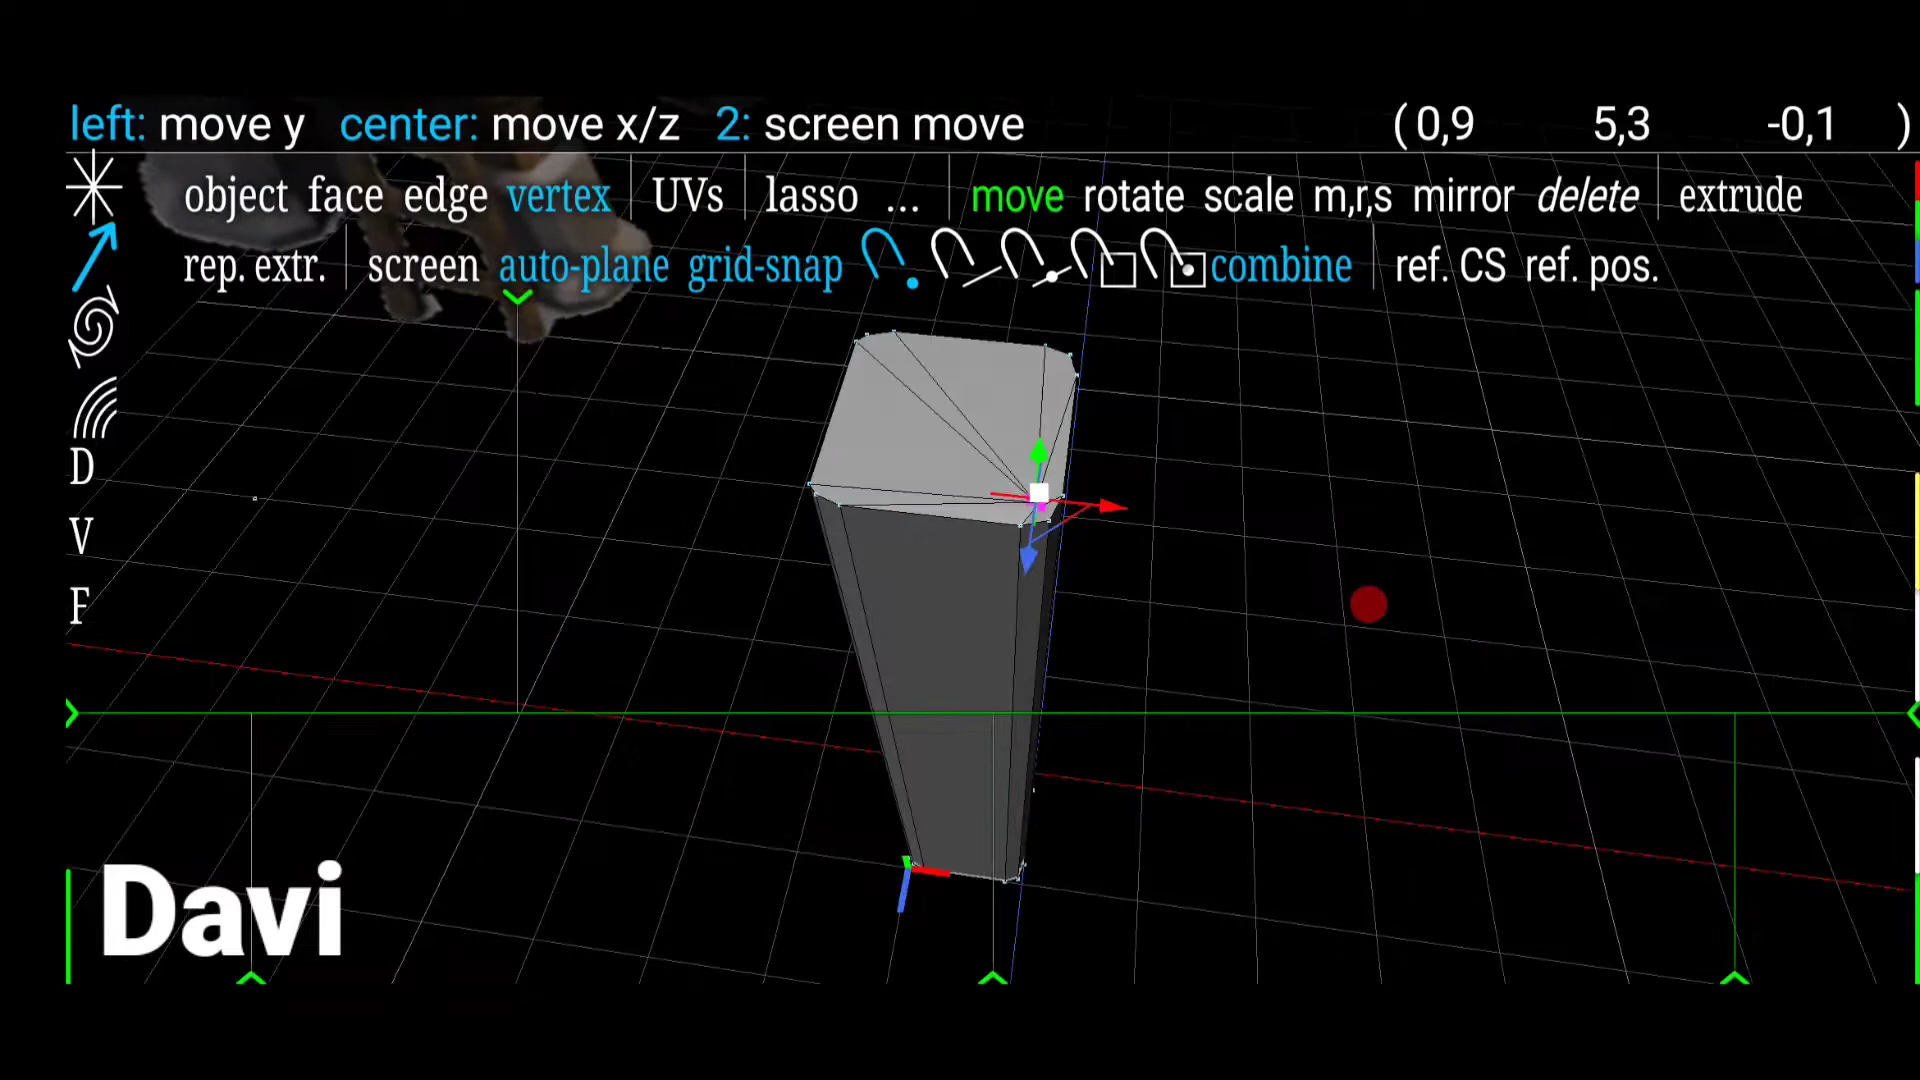 left: move y center: move x/z 2: screen move (0,9 5,3 -0,1 )
object face edge vertex UVs lasso ... move rotate scale m,r,s mirror delete extrude
rep. extr. screen auto-plane grid-snap combine ref. CS ref. pos.
D
V
F
Davi